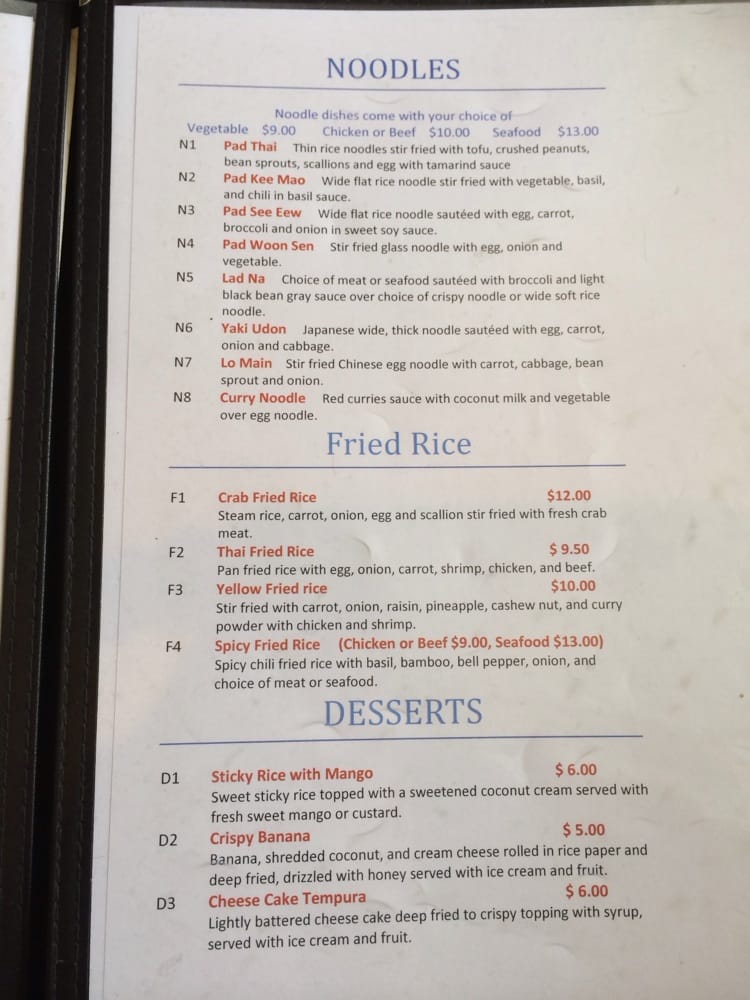 NOODLES
Noodle dishes come with your choice of
Vegetable $9.00 Chicken or Beef $10.00 Seafood $13.00
N1 Pad Thai Thin rice noodles stir fried with tofu, crushed peanuts,
bean sprouts, scallions and egg with tamarind sauce
N2 Pad Kee Mao Wide flat rice noodle stir fried with vegetable, basil,
and chili in basil sauce.
N3 Pad See Eew Wide flat rice noodle sautéed with egg, carrot,
broccoli and onion in sweet soy sauce.
N4 Pad Woon Sen Stir fried glass noodle with egg, onion and
vegetable.
N5 Lad Na Choice of meat or seafood sautéed with broccoli and light
black bean gray sauce over choice of crispy noodle or wide soft rice
noodle.
N6 Yaki Udon Japanese wide, thick noodle sautéed with egg, carrot,
onion and cabbage.
N7 Lo Main Stir fried Chinese egg noodle with carrot, cabbage, bean
sprout and onion.
N8 Curry Noodle Red curries sauce with coconut milk and vegetable
over egg noodle.
Fried Rice
F1 Crab Fried Rice $12.00
Steam rice, carrot, onion, egg and scallion stir fried with fresh crab
meat.
F2 Thai Fried Rice $ 9.50
Pan fried rice with egg, onion, carrot, shrimp, chicken, and beef.
F3 Yellow Fried rice $10.00
Stir fried with carrot, onion, raisin, pineapple, cashew nut, and curry
powder with chicken and shrimp.
F4 Spicy Fried Rice (Chicken or Beef $9.00, Seafood $13.00)
Spicy chili fried rice with basil, bamboo, bell pepper, onion, and
choice of meat or seafood.
DESSERTS
D1 Sticky Rice with Mango $ 6.00
Sweet sticky rice topped with a sweetened coconut cream served with
fresh sweet mango or custard.
D2 Crispy Banana $ 5.00
Banana, shredded coconut, and cream cheese rolled in rice paper and
deep fried, drizzled with honey served with ice cream and fruit.
D3 Cheese Cake Tempura $ 6.00
Lightly battered cheese cake deep fried to crispy topping with syrup,
served with ice cream and fruit.